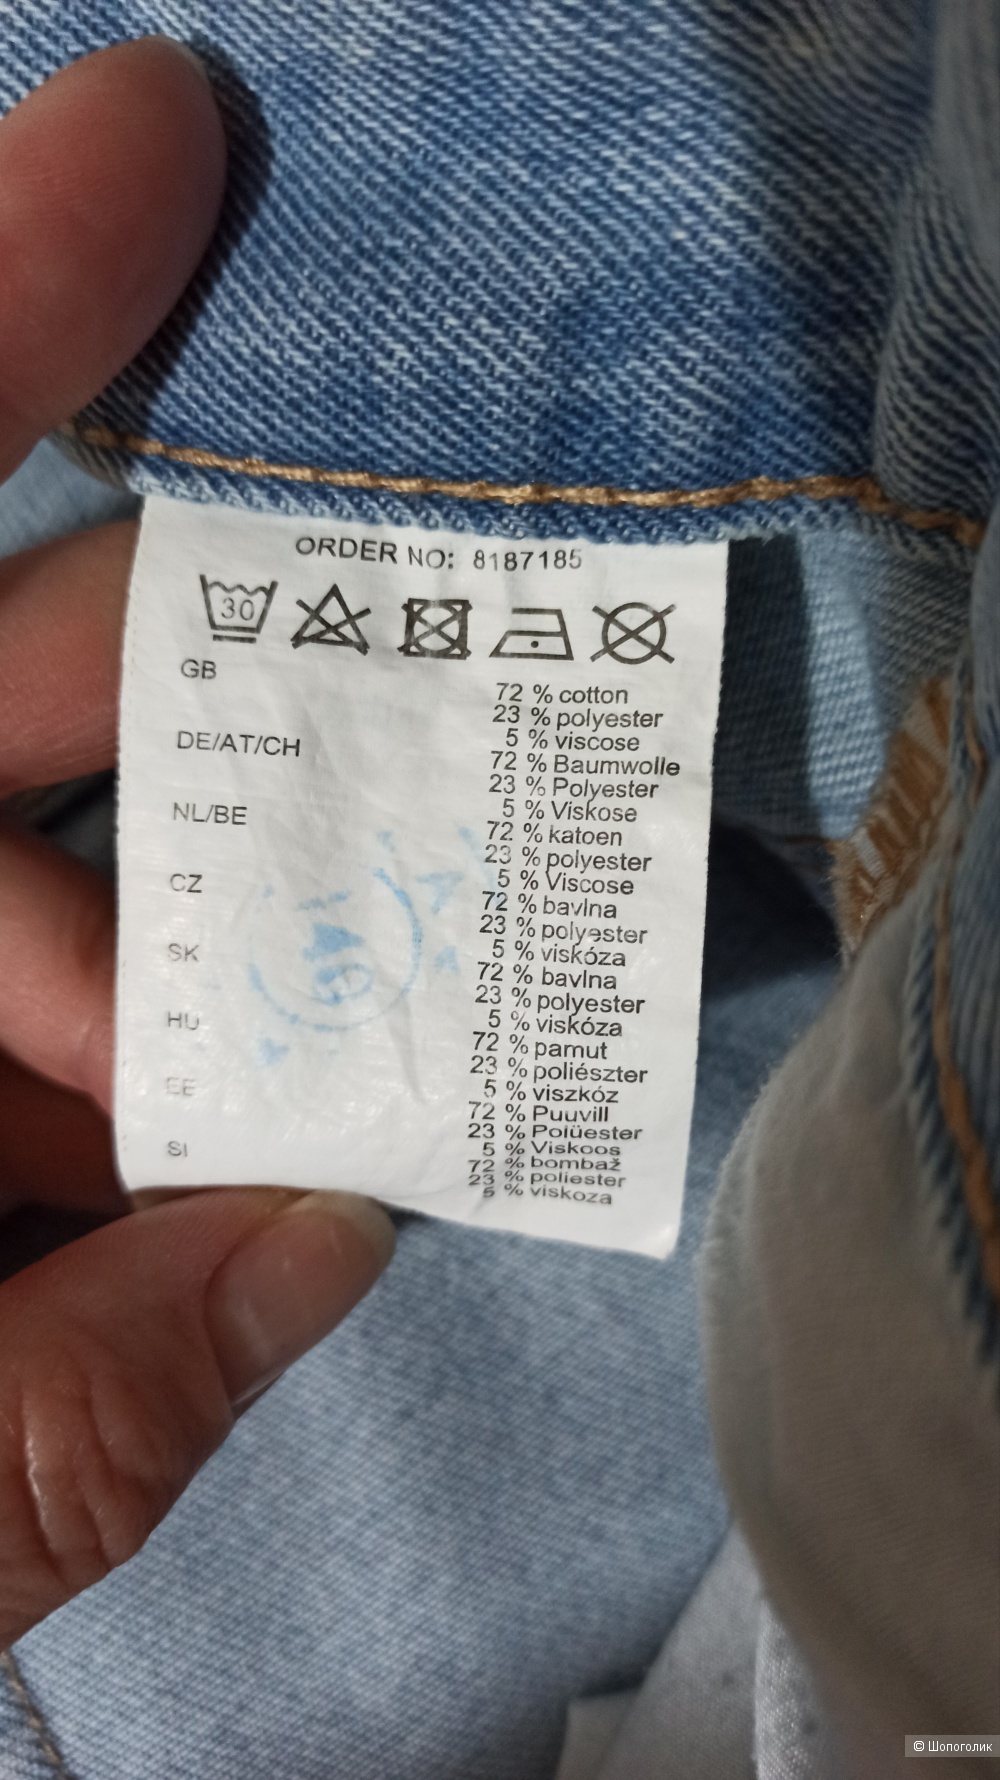 ORDER NO: 8187185
30
GB
72 % cotton
23 % polyester
5 % viscose
DE/AT/CH
72 % Baumwolle
23 % Polyester
5 % Viskose
NL/BE
72 % katoen
23 % polyester
5 % Viscose
CZ
72 % bavlna
23 % polyester
5 % viskóza
SK
72 % bavlna
23 % polyester
5 % viskóza
HU
72 % pamut
23 % poliészter
5 % viszkóz
EE
72 % Puuvill
23 % Polüester
5 % Viskoos
SI
72 % bombaž
23 % poliester
5 % viskoza
© Шопоголик